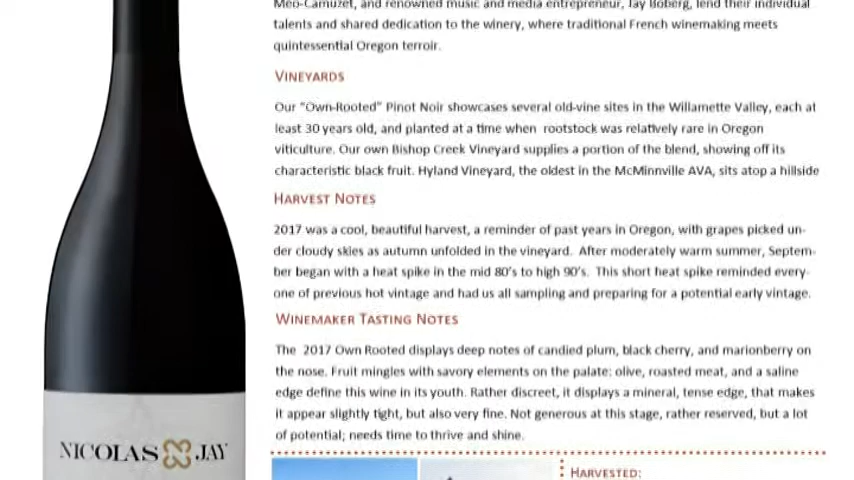 Méo-Camuzet, and renowned music and media entrepreneur, Jay Boberg, lend their individual
talents and shared dedication to the winery, where traditional French winemaking meets
quintessential Oregon terroir.
VINEYARDS
Our "Own-Rooted" Pinot Noir showcases several old-vine sites in the Willamette Valley, each at
least 30 years old, and planted at a time when rootstock was relatively rare in Oregon
viticulture. Our own Bishop Creek Vineyard supplies a portion of the blend, showing off its
characteristic black fruit. Hyland Vineyard, the oldest in the McMinnville AVA, sits atop a hillside
HARVEST NOTES
2017 was a cool, beautiful harvest, a reminder of past years in Oregon, with grapes picked un-
der cloudy skies as autumn unfolded in the vineyard. After moderately warm summer, Septem-
ber began with a heat spike in the mid 80's to high 90's. This short heat spike reminded every-
one of previous hot vintage and had us all sampling and preparing for a potential early vintage.
WINEMAKER TASTING NOTES
The 2017 Own Rooted displays deep notes of candied plum, black cherry, and marionberry on
the nose. Fruit mingles with savory elements on the palate: olive, roasted meat, and a saline
edge define this wine in its youth. Rather discreet, it displays a mineral, tense edge, that makes
it appear slightly tight, but also very fine. Not generous at this stage, rather reserved, but a lot
of potential; needs time to thrive and shine.
NICOLAS JAY
HARVESTED: